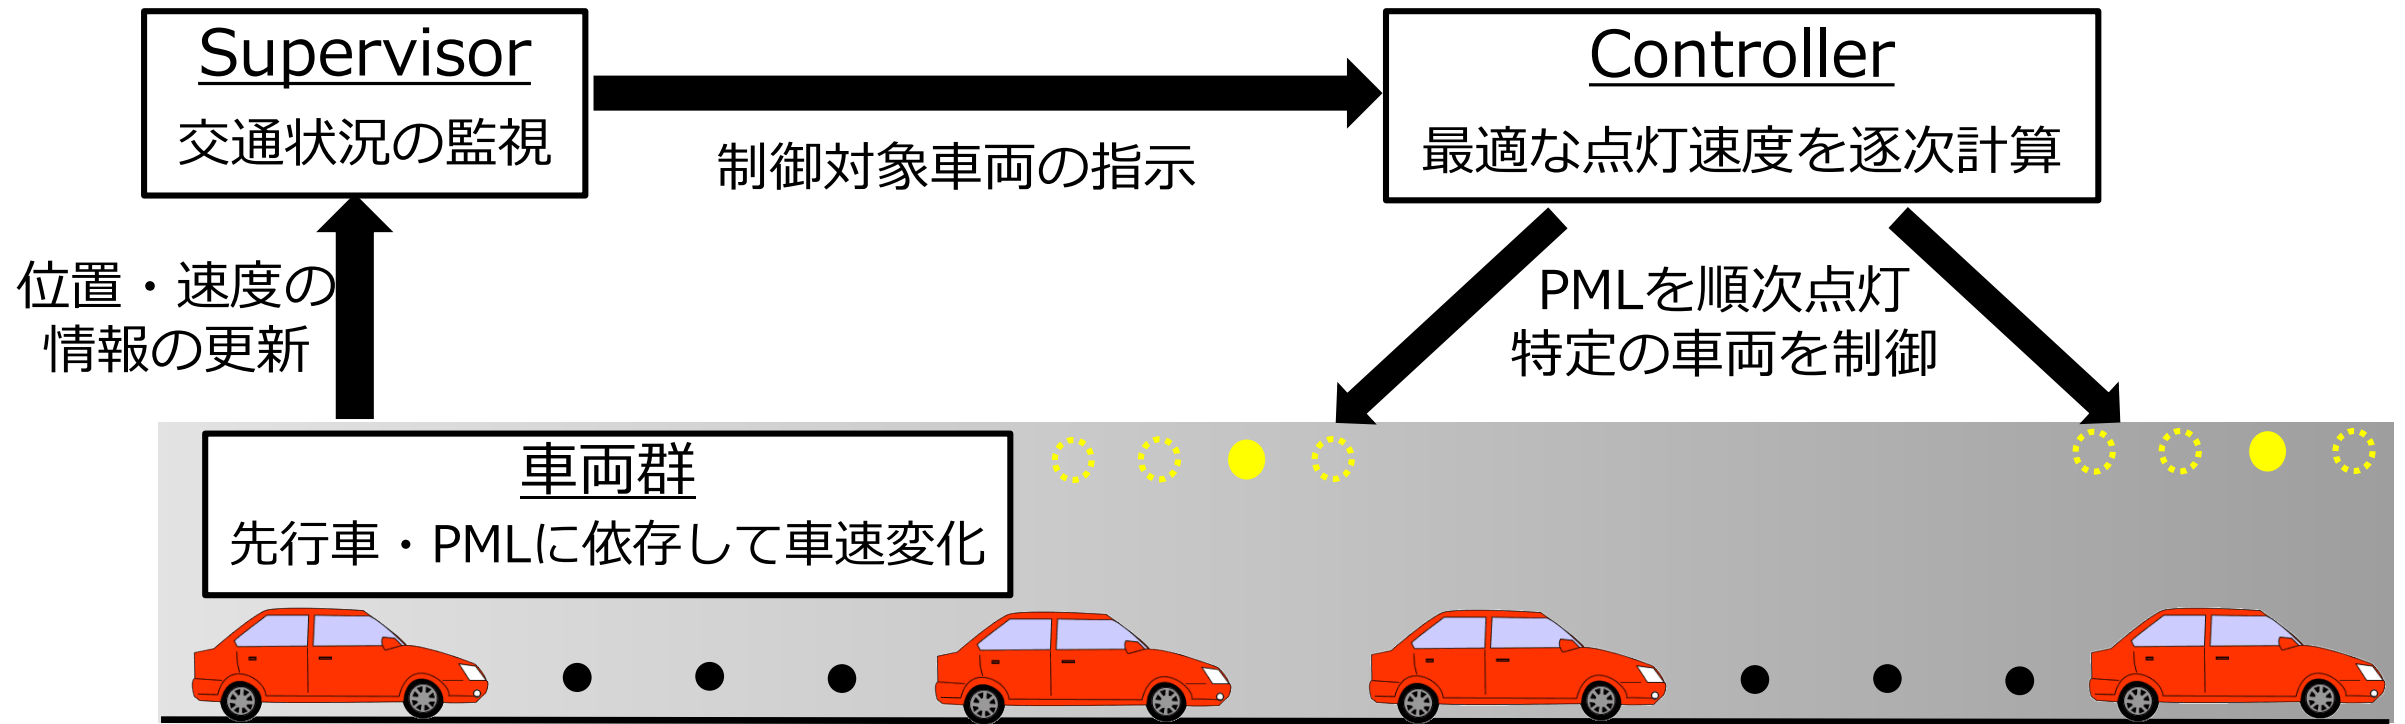 Supervisor
交通状況の監視
制御対象車両の指示
Controller
最適な点灯速度を逐次計算
位置・速度の
情報の更新
PMLを順次点灯
特定の車両を制御
車両群
先行車・PMLに依存して車速変化